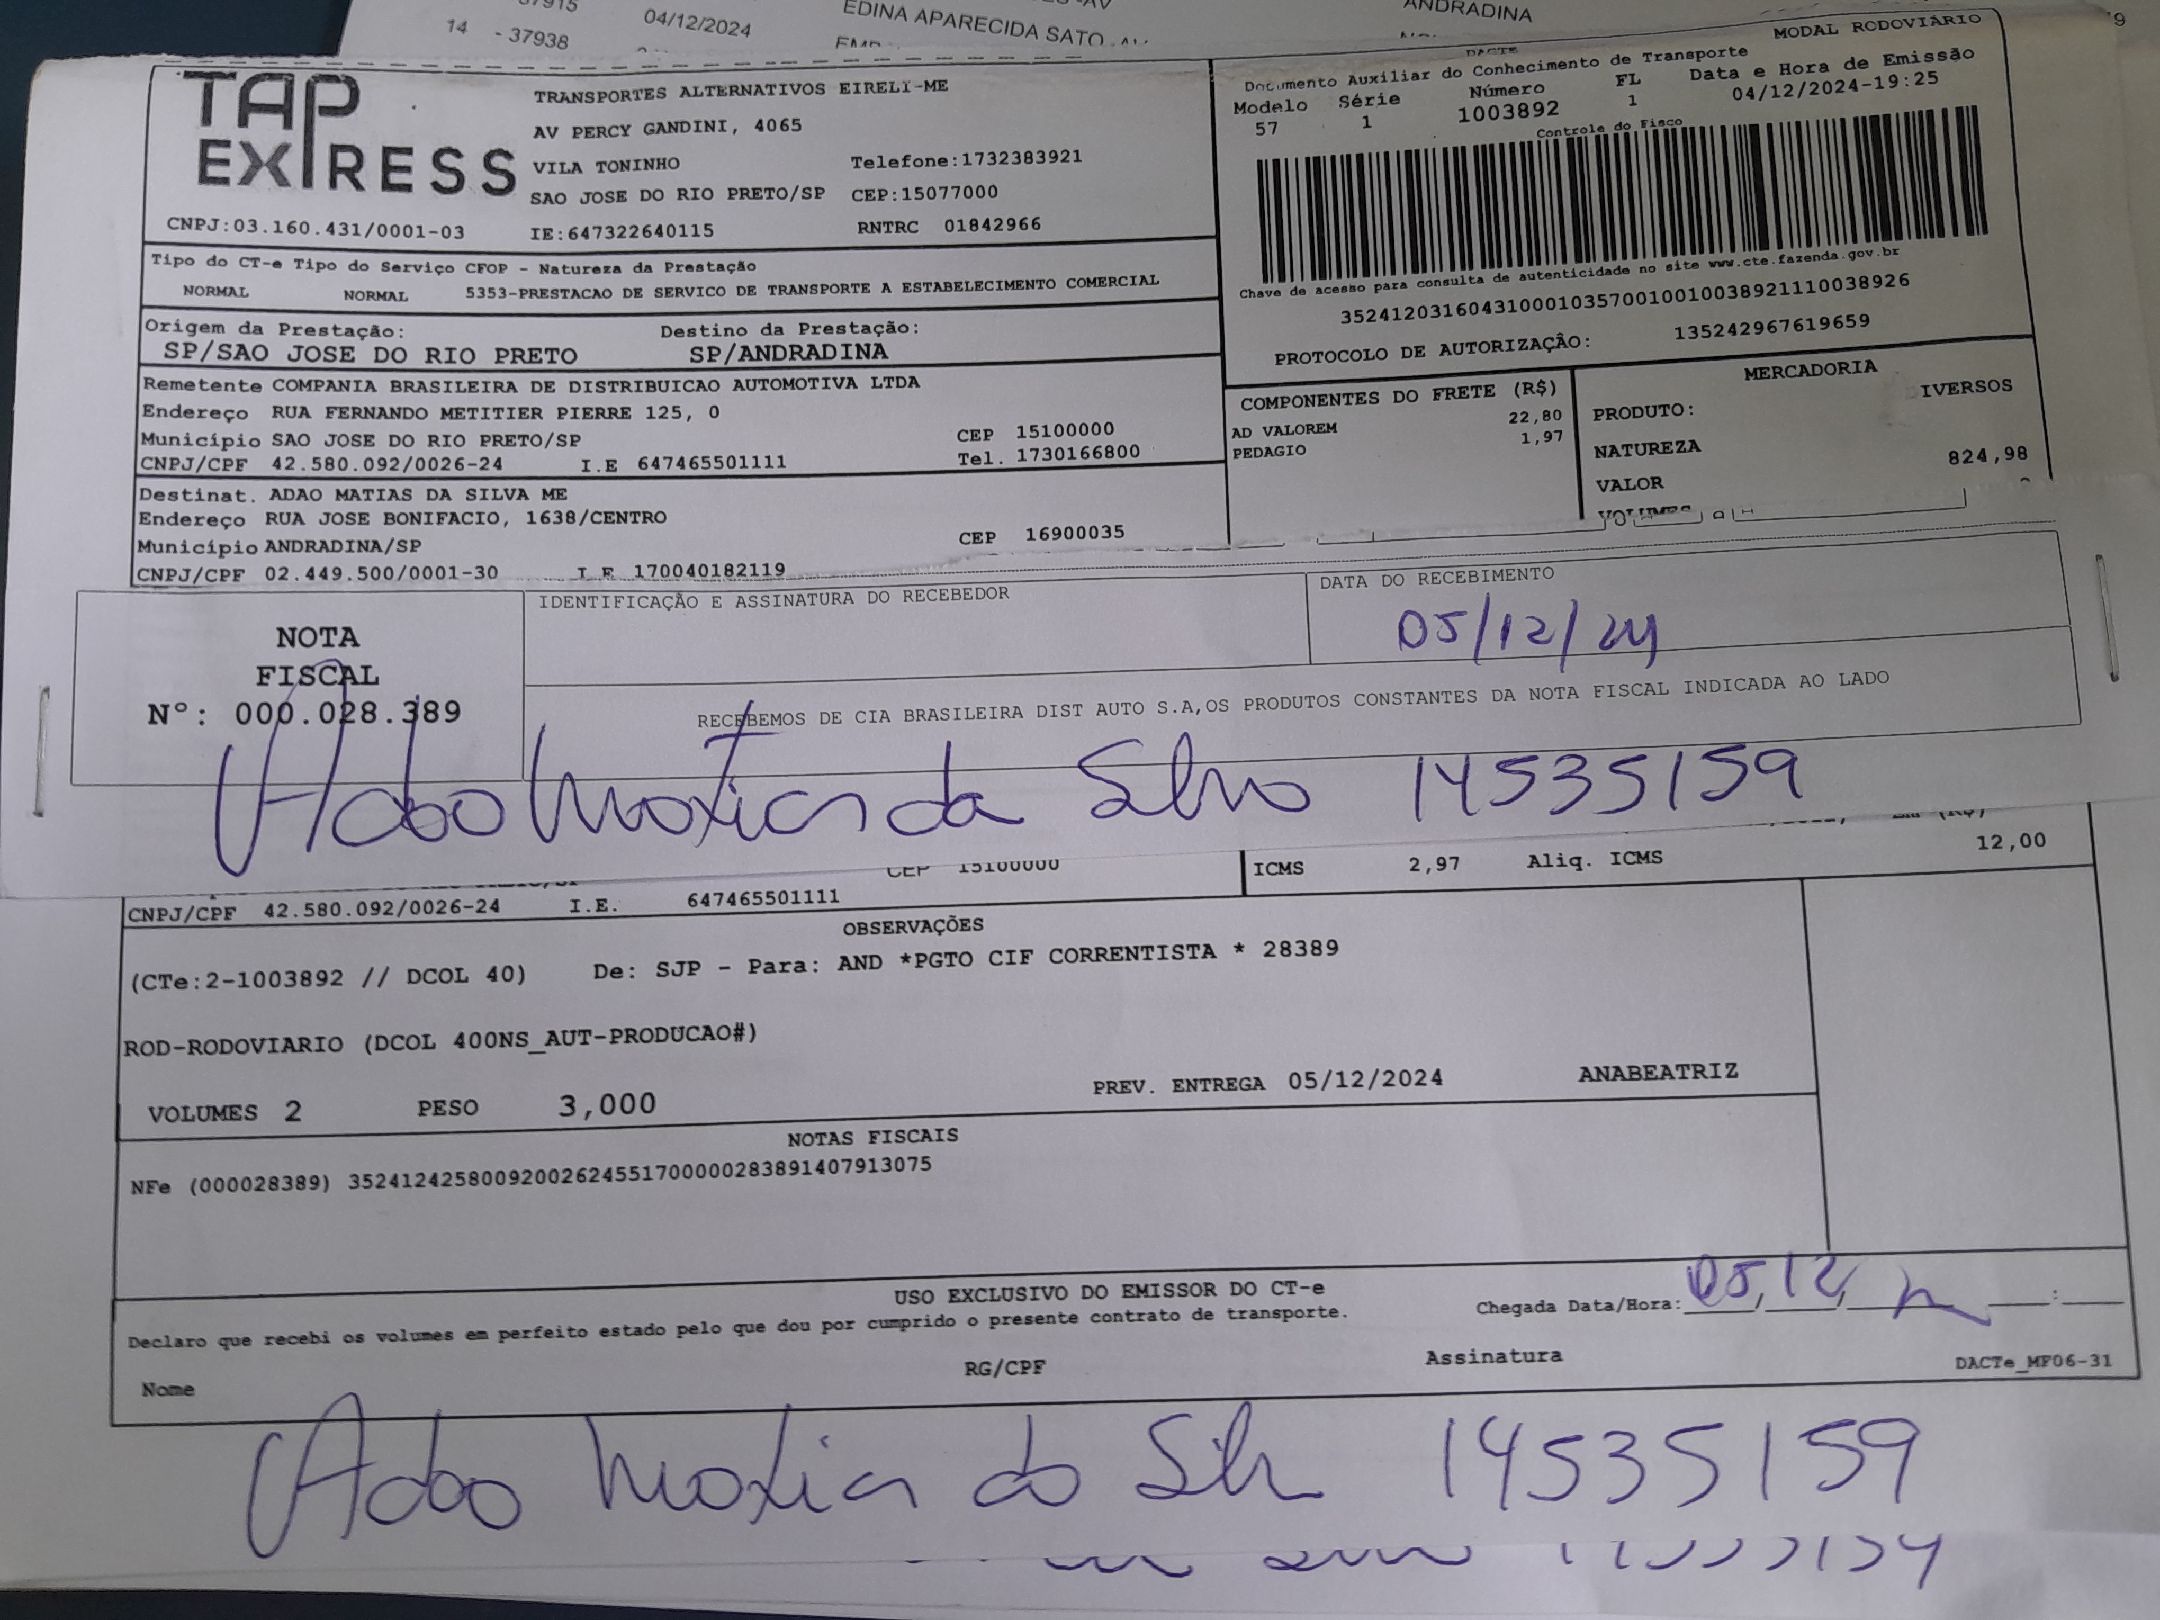 14 - 37938 04/12/2024 EDINA APARECIDA SATO ANDRADINA
TAP EXPRESS
TRANSPORTES ALTERNATIVOS EIRELI-ME
AV PERCY GANDINI, 4065
VILA TONINHO Telefone:1732383921
SAO JOSE DO RIO PRETO/SP CEP:15077000
CNPJ:03.160.431/0001-03 IE:647322640115 RNTRC 01842966
DACTE MODAL RODOVIÁRIO
Documento Auxiliar do Conhecimento de Transporte
Modelo Série Número FL Data e Hora de Emissão
57 1 1003892 1 04/12/2024-19:25
Controle do Fisco
Chave de acesso para consulta de autenticidade no site www.cte.fazenda.gov.br
35241203160431000103570010010038921110038926
PROTOCOLO DE AUTORIZAÇÃO: 135242967619659
Tipo do CT-e Tipo do Serviço CFOP - Natureza da Prestação
NORMAL NORMAL 5353-PRESTACAO DE SERVICO DE TRANSPORTE A ESTABELECIMENTO COMERCIAL
Origem da Prestação: Destino da Prestação:
SP/SAO JOSE DO RIO PRETO SP/ANDRADINA
Remetente COMPANIA BRASILEIRA DE DISTRIBUICAO AUTOMOTIVA LTDA
Endereço RUA FERNANDO METITIER PIERRE 125, 0
Município SAO JOSE DO RIO PRETO/SP CEP 15100000
CNPJ/CPF 42.580.092/0026-24 I.E 647465501111 Tel. 1730166800
Destinat. ADAO MATIAS DA SILVA ME
Endereço RUA JOSE BONIFACIO, 1638/CENTRO
Município ANDRADINA/SP CEP 16900035
CNPJ/CPF 02.449.500/0001-30 I.E 170040182119
COMPONENTES DO FRETE (R$)
AD VALOREM 22,80
PEDAGIO 1,97
MERCADORIA
PRODUTO: IVERSOS
NATUREZA
VALOR 824,98
VOLUMES
NOTA
FISCAL
Nº: 000.028.389
IDENTIFICAÇÃO E ASSINATURA DO RECEBEDOR
DATA DO RECEBIMENTO
05/12/24
RECEBEMOS DE CIA BRASILEIRA DIST AUTO S.A,OS PRODUTOS CONSTANTES DA NOTA FISCAL INDICADA AO LADO
Adao Matias da Silva 14535159
CEP 15100000
CNPJ/CPF 42.580.092/0026-24 I.E. 647465501111
ICMS 2,97 Aliq. ICMS 12,00
OBSERVAÇÕES
(CTe:2-1003892 // DCOL 40) De: SJP - Para: AND *PGTO CIF CORRENTISTA * 28389
ROD-RODOVIARIO (DCOL 400NS_AUT-PRODUCAO#)
VOLUMES 2 PESO 3,000 PREV. ENTREGA 05/12/2024 ANABEATRIZ
NOTAS FISCAIS
NFe (000028389) 35241242580092002624551700000283891407913075
USO EXCLUSIVO DO EMISSOR DO CT-e
Declaro que recebi os volumes em perfeito estado pelo que dou por cumprido o presente contrato de transporte.
Chegada Data/Hora: 05/12/
Nome RG/CPF Assinatura DACTe_MF06-31
Adao Matias da Silva 14535159